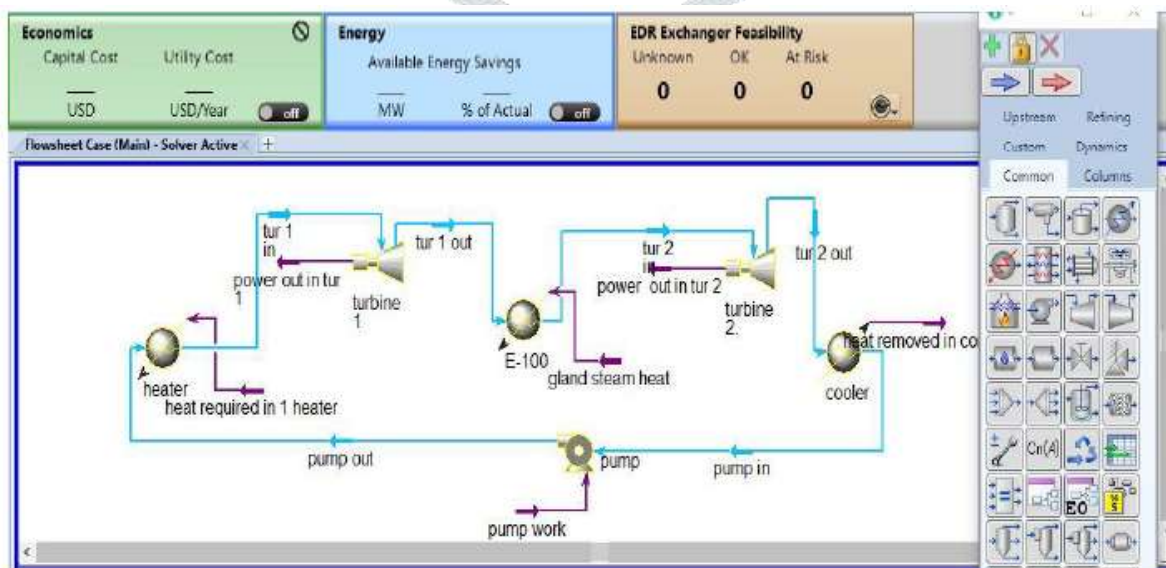 Economics
Capital Cost Utility Cost
USD USD/Year off
Energy
Available Energy Savings
MW % of Actual off
EDR Exchanger Feasibility
Unknown OK At Risk
0 0 0
Flowsheet Case (Main) - Solver Active × +
Upstream Refining
Custom Dynamics
Common Columns
Cn(A)
EO
tur 1
in
power out in tur
1
turbine
1
tur 1 out
heater
heat required in 1 heater
E-100
gland steam heat
tur 2
power out in tur 2
turbine
2.
tur 2 out
heat removed in co
cooler
pump out
pump
pump in
pump work